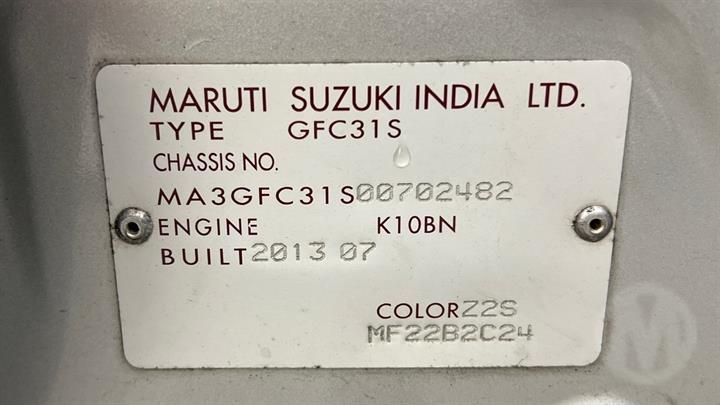 MARUTI SUZUKI INDIA LTD.
TYPE GFC31S
CHASSIS NO.
MA3GFC31S00702482
ENGINE K10BN
BUILT 2013 07
COLOR Z2S
MF22B2C24
M